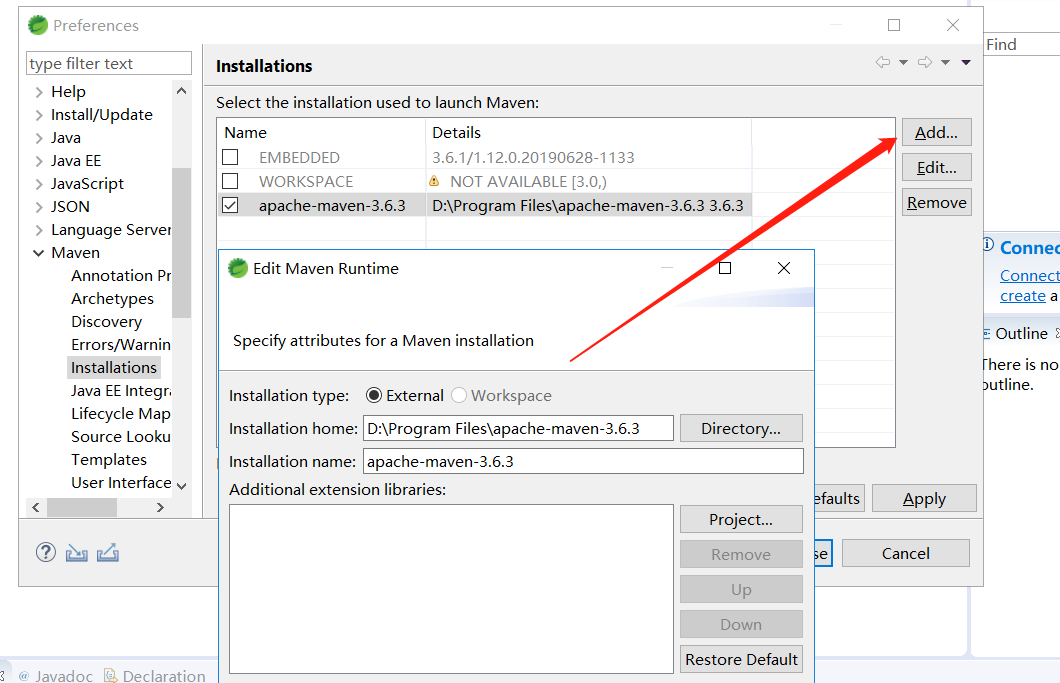 Preferences
Find
type filter text
Installations
Help
Install/Update
Java
Java EE
JavaScript
JSON
Language Server
Maven
Annotation Pr
Archetypes
Discovery
Errors/Warnin
Installations
Java EE Integra
Lifecycle Map
Source Looku
Templates
User Interface
Select the installation used to launch Maven:
Name Details
EMBEDDED 3.6.1/1.12.0.20190628-1133
WORKSPACE NOT AVAILABLE [3.0,)
apache-maven-3.6.3 D:\Program Files\apache-maven-3.6.3 3.6.3
Add...
Edit...
Remove
Edit Maven Runtime
Specify attributes for a Maven installation
Installation type: External Workspace
Installation home: D:\Program Files\apache-maven-3.6.3 Directory...
Installation name: apache-maven-3.6.3
Additional extension libraries:
Project...
Remove
Up
Down
Restore Default
efaults Apply
se Cancel
Connec
Connect
create a
Outline
There is no
outline.
@ Javadoc Declaration